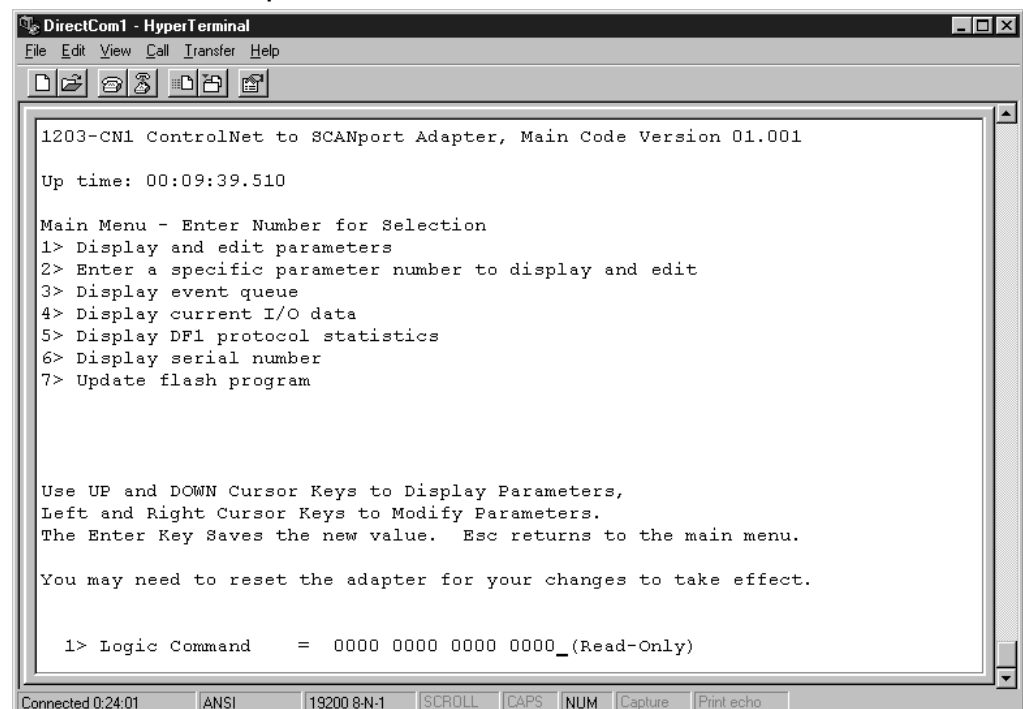 DirectCom1 - HyperTerminal
File Edit View Call Transfer Help
1203-CN1 ControlNet to SCANport Adapter, Main Code Version 01.001
Up time: 00:09:39.510
Main Menu - Enter Number for Selection
1> Display and edit parameters
2> Enter a specific parameter number to display and edit
3> Display event queue
4> Display current I/O data
5> Display DF1 protocol statistics
6> Display serial number
7> Update flash program
Use UP and DOWN Cursor Keys to Display Parameters,
Left and Right Cursor Keys to Modify Parameters.
The Enter Key Saves the new value.  Esc returns to the main menu.
You may need to reset the adapter for your changes to take effect.
1> Logic Command    =  0000 0000 0000 0000_(Read-Only)
Connected 0:24:01 ANSI 19200 8-N-1 SCROLL CAPS NUM Capture Print echo